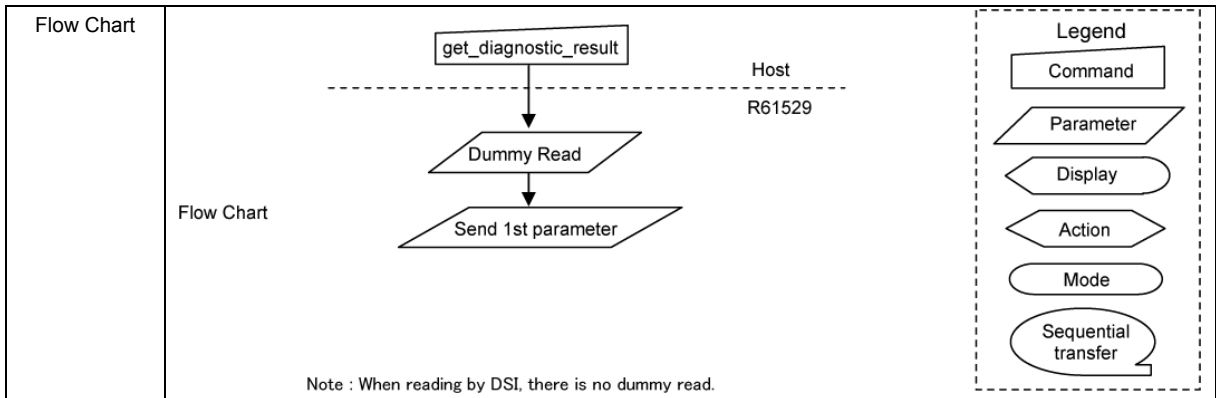 Flow Chart
get_diagnostic_result
Host
R61529
Dummy Read
Flow Chart
Send 1st parameter
Note : When reading by DSI, there is no dummy read.
Legend
Command
Parameter
Display
Action
Mode
Sequential
transfer